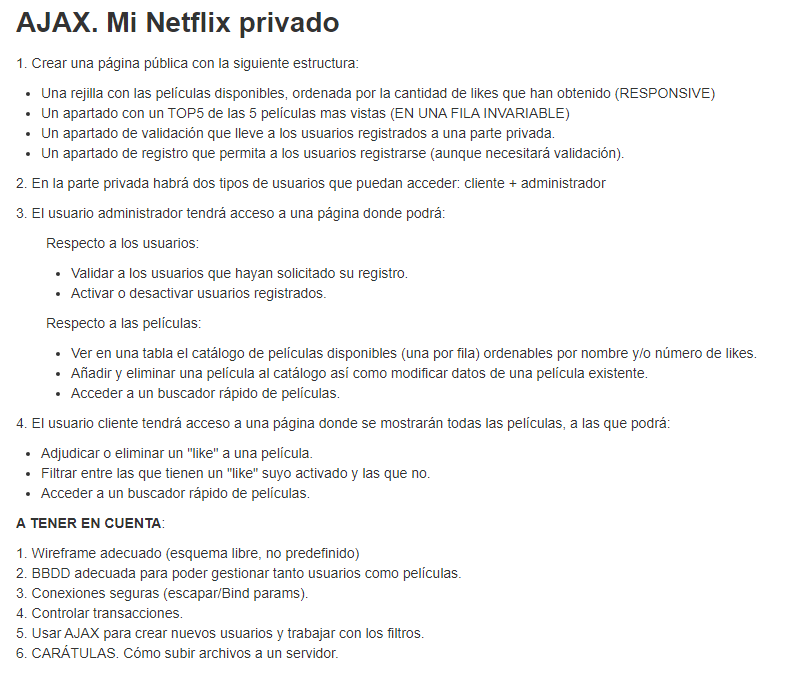 AJAX. Mi Netflix privado
1. Crear una página pública con la siguiente estructura:
• Una rejilla con las películas disponibles, ordenada por la cantidad de likes que han obtenido (RESPONSIVE)
• Un apartado con un TOP5 de las 5 películas mas vistas (EN UNA FILA INVARIABLE)
• Un apartado de validación que lleve a los usuarios registrados a una parte privada.
• Un apartado de registro que permita a los usuarios registrarse (aunque necesitará validación).
2. En la parte privada habrá dos tipos de usuarios que puedan acceder: cliente + administrador
3. El usuario administrador tendrá acceso a una página donde podrá:
Respecto a los usuarios:
• Validar a los usuarios que hayan solicitado su registro.
• Activar o desactivar usuarios registrados.
Respecto a las películas:
• Ver en una tabla el catálogo de películas disponibles (una por fila) ordenables por nombre y/o número de likes.
• Añadir y eliminar una película al catálogo así como modificar datos de una película existente.
• Acceder a un buscador rápido de películas.
4. El usuario cliente tendrá acceso a una página donde se mostrarán todas las películas, a las que podrá:
• Adjudicar o eliminar un "like" a una película.
• Filtrar entre las que tienen un "like" suyo activado y las que no.
• Acceder a un buscador rápido de películas.
A TENER EN CUENTA:
1. Wireframe adecuado (esquema libre, no predefinido)
2. BBDD adecuada para poder gestionar tanto usuarios como películas.
3. Conexiones seguras (escapar/Bind params).
4. Controlar transacciones.
5. Usar AJAX para crear nuevos usuarios y trabajar con los filtros.
6. CARÁTULAS. Cómo subir archivos a un servidor.